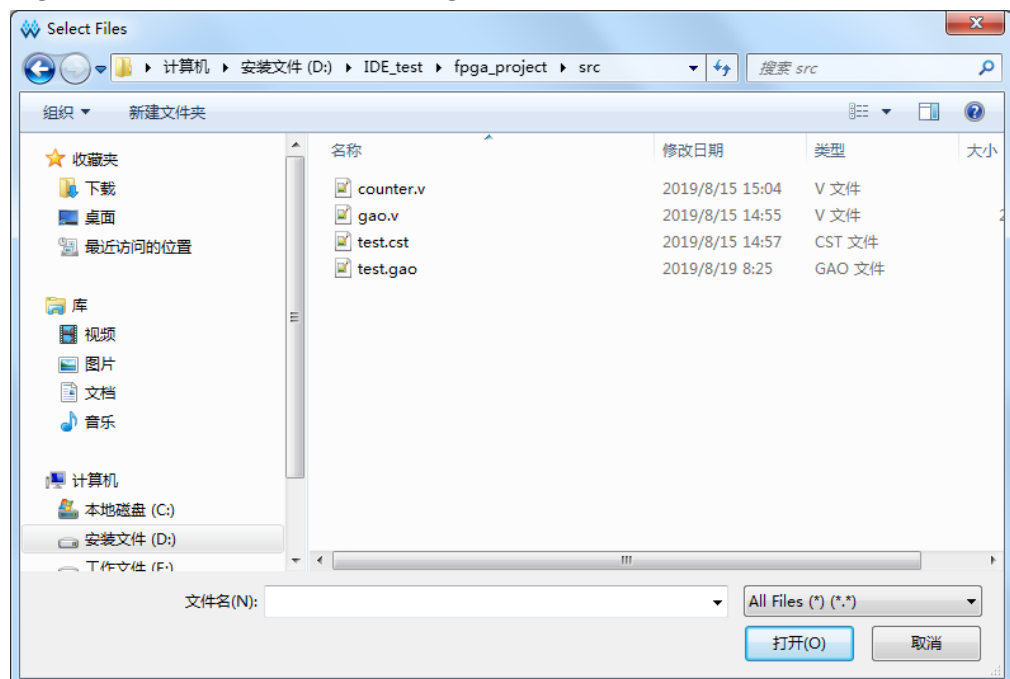 Select Files
计算机 安装文件 (D:) IDE_test fpga_project src
搜索 src
组织 新建文件夹
名称 修改日期 类型 大小
收藏夹
下载
桌面
最近访问的位置
库
视频
图片
文档
音乐
计算机
本地磁盘 (C:)
安装文件 (D:)
counter.v 2019/8/15 15:04 V 文件
gao.v 2019/8/15 14:55 V 文件 2
test.cst 2019/8/15 14:57 CST 文件
test.gao 2019/8/19 8:25 GAO 文件
文件名(N):
All Files (*) (*.*)
打开(O) 取消